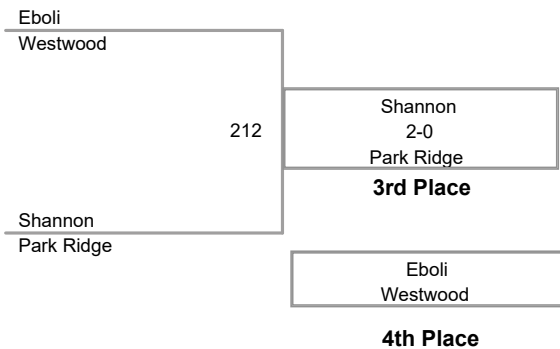 Eboli
Westwood
212
Shannon
2-0
Park Ridge
3rd Place
Shannon
Park Ridge
Eboli
Westwood
4th Place